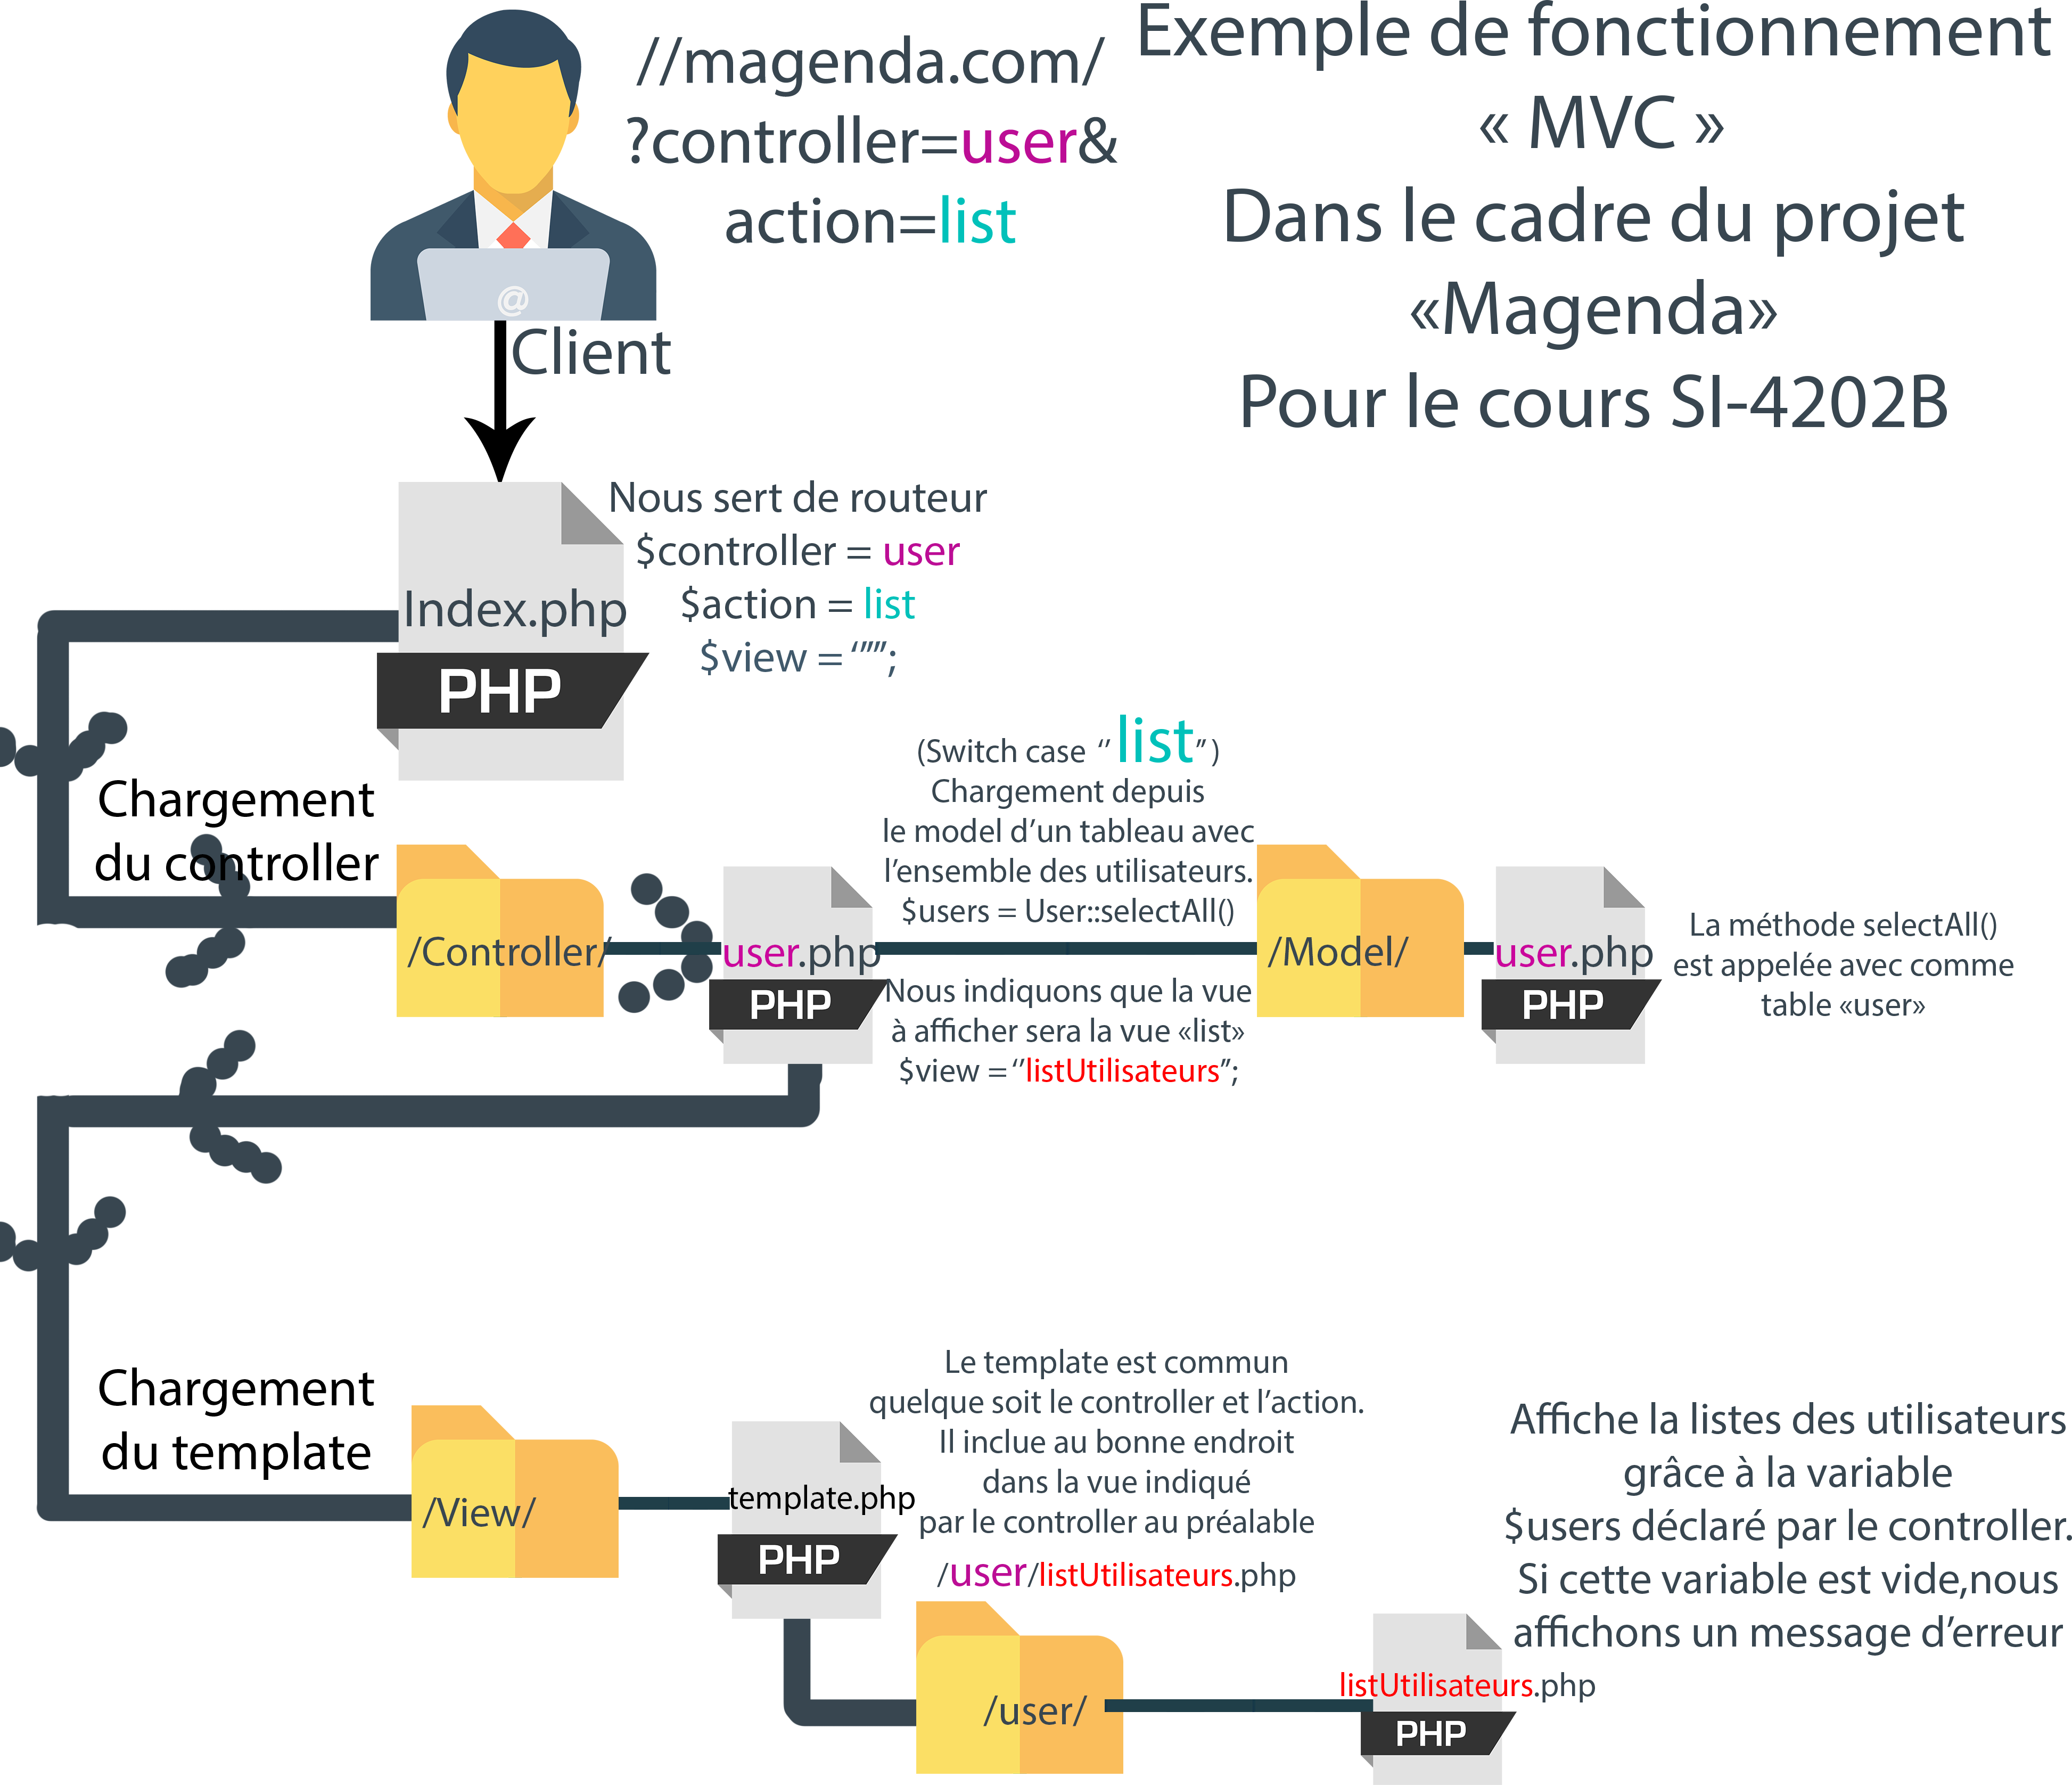 //magenda.com/
?controller=user&
action=list
Exemple de fonctionnement
« MVC »
Dans le cadre du projet
«Magenda»
Pour le cours SI-4202B
@
Client
Nous sert de routeur
$controller = user
$action = list
$view = ‘’””;
Index.php
PHP
Chargement
du controller
(Switch case ‘’ list’’ )
Chargement depuis
le model d’un tableau avec
l’ensemble des utilisateurs.
$users = User::selectAll()
/Controller/
user.php
PHP
/Model/
user.php
PHP
La méthode selectAll()
est appelée avec comme
table «user»
Nous indiquons que la vue
à afficher sera la vue «list»
$view = ‘’listUtilisateurs’’;
Chargement
du template
/View/
template.php
PHP
Le template est commun
quelque soit le controller et l’action.
Il inclue au bonne endroit
dans la vue indiqué
par le controller au préalable
/user/listUtilisateurs.php
Affiche la listes des utilisateurs
grâce à la variable
$users déclaré par le controller.
Si cette variable est vide,nous
affichons un message d’erreur
/user/
listUtilisateurs.php
PHP